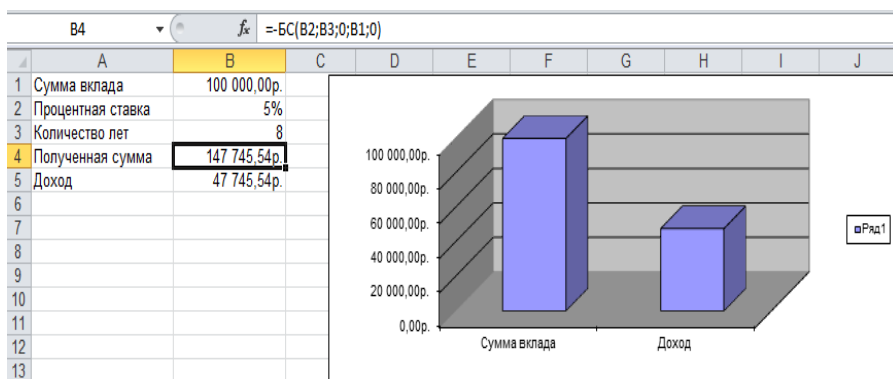 B4 fx =-БС(B2;B3;0;B1;0)
A B C D E F G H I J
1 Сумма вклада 100 000,00р.
2 Процентная ставка 5%
3 Количество лет 8
4 Полученная сумма 147 745,54р.
5 Доход 47 745,54р.
6
7
8
9
10
11
12
13
100 000,00р.
80 000,00р.
60 000,00р.
40 000,00р.
20 000,00р.
0,00р.
Сумма вклада Доход
Ряд1